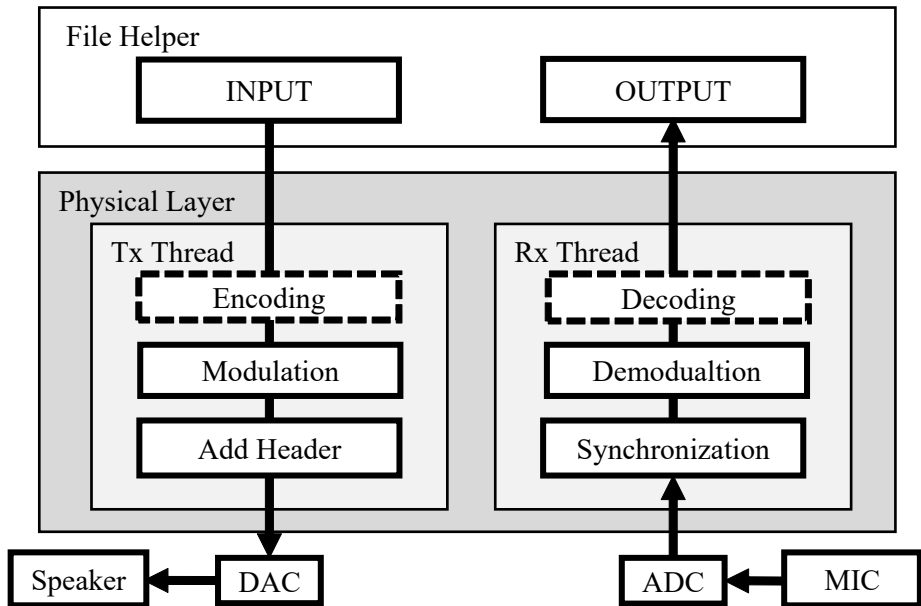 File Helper
INPUT
OUTPUT
Physical Layer
Tx Thread
Rx Thread
Encoding
Decoding
Modulation
Demodualtion
Add Header
Synchronization
Speaker
DAC
ADC
MIC